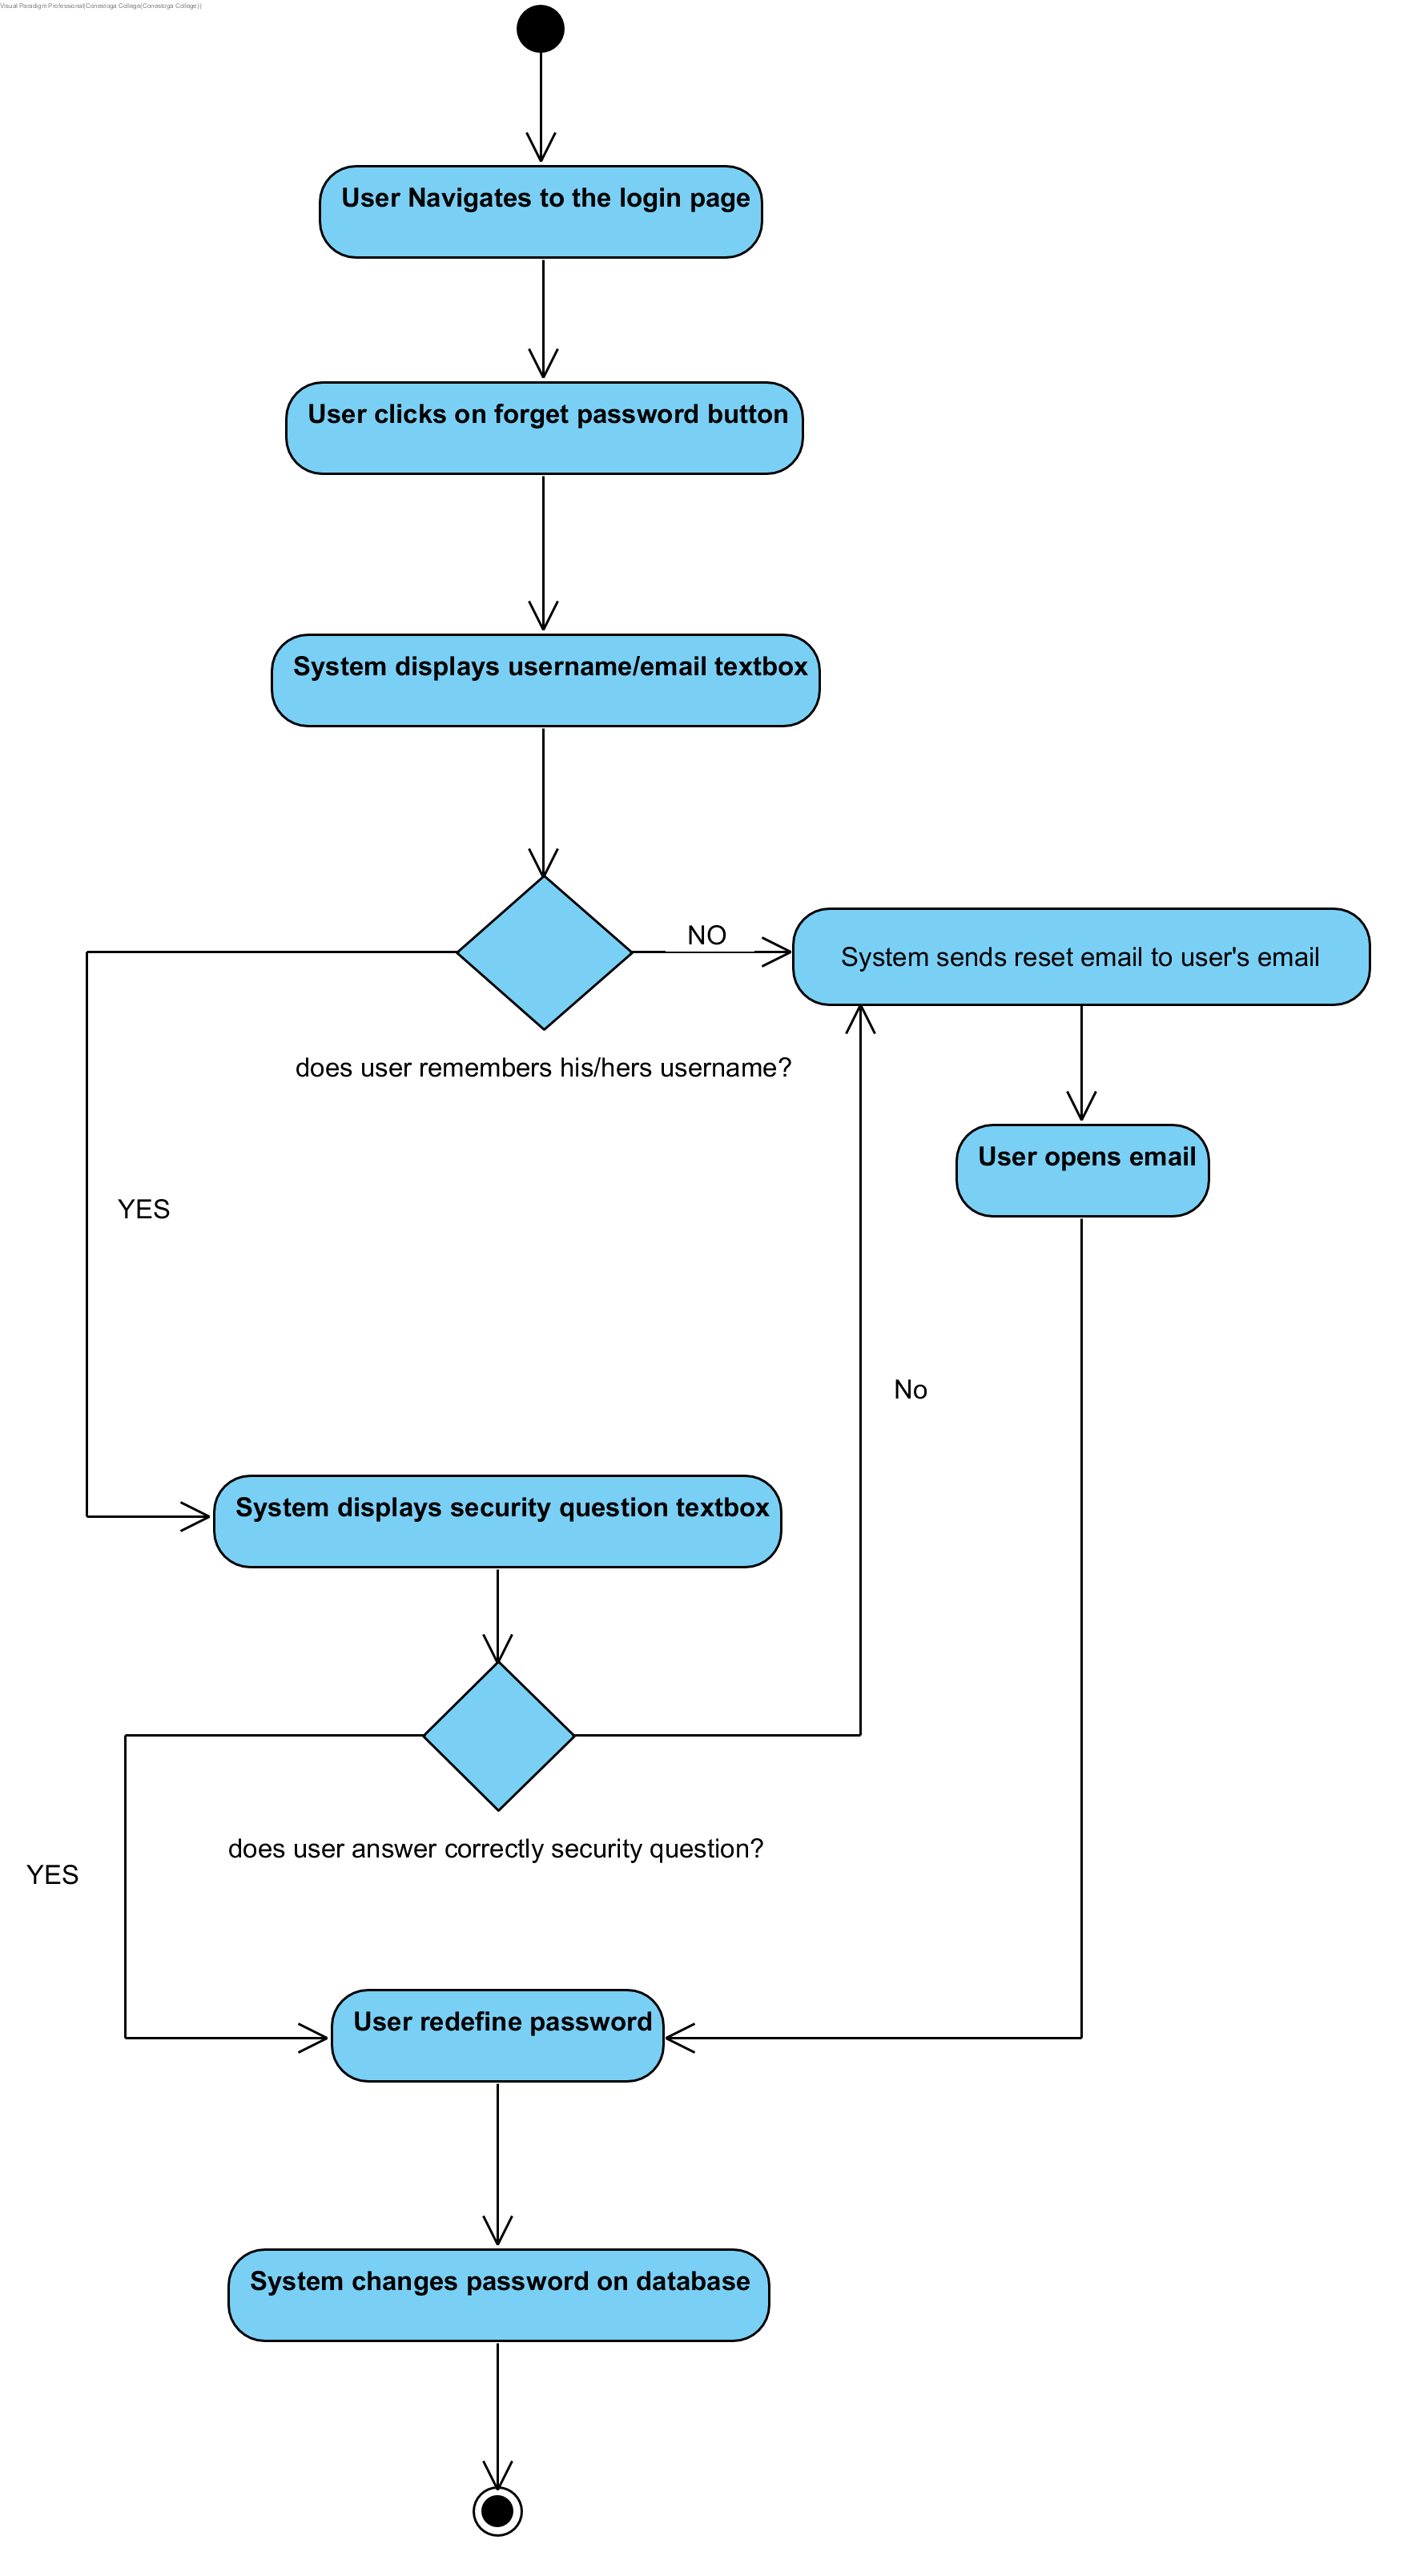 Visual Paradigm Professional(Conestoga College(Conestoga College))
User Navigates to the login page
User clicks on forget password button
System displays username/email textbox
NO
System sends reset email to user's email
does user remembers his/hers username?
User opens email
YES
No
System displays security question textbox
does user answer correctly security question?
YES
User redefine password
System changes password on database